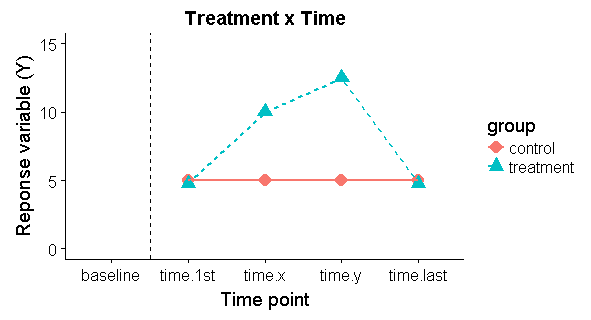 Treatment x Time
Reponse variable (Y)
15
10
5
0
baseline time.1st time.x time.y time.last
Time point
group
control
treatment